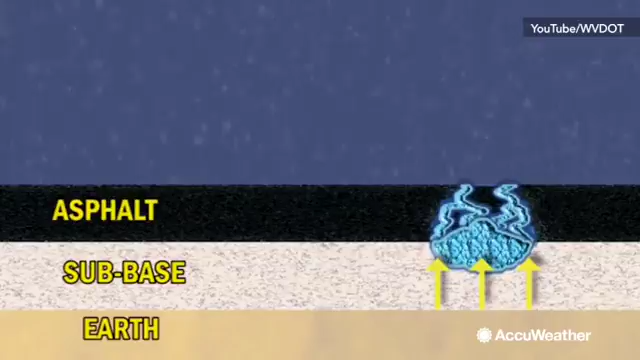 YouTube/WVDOT
ASPHALT
SUB-BASE
EARTH
AccuWeather